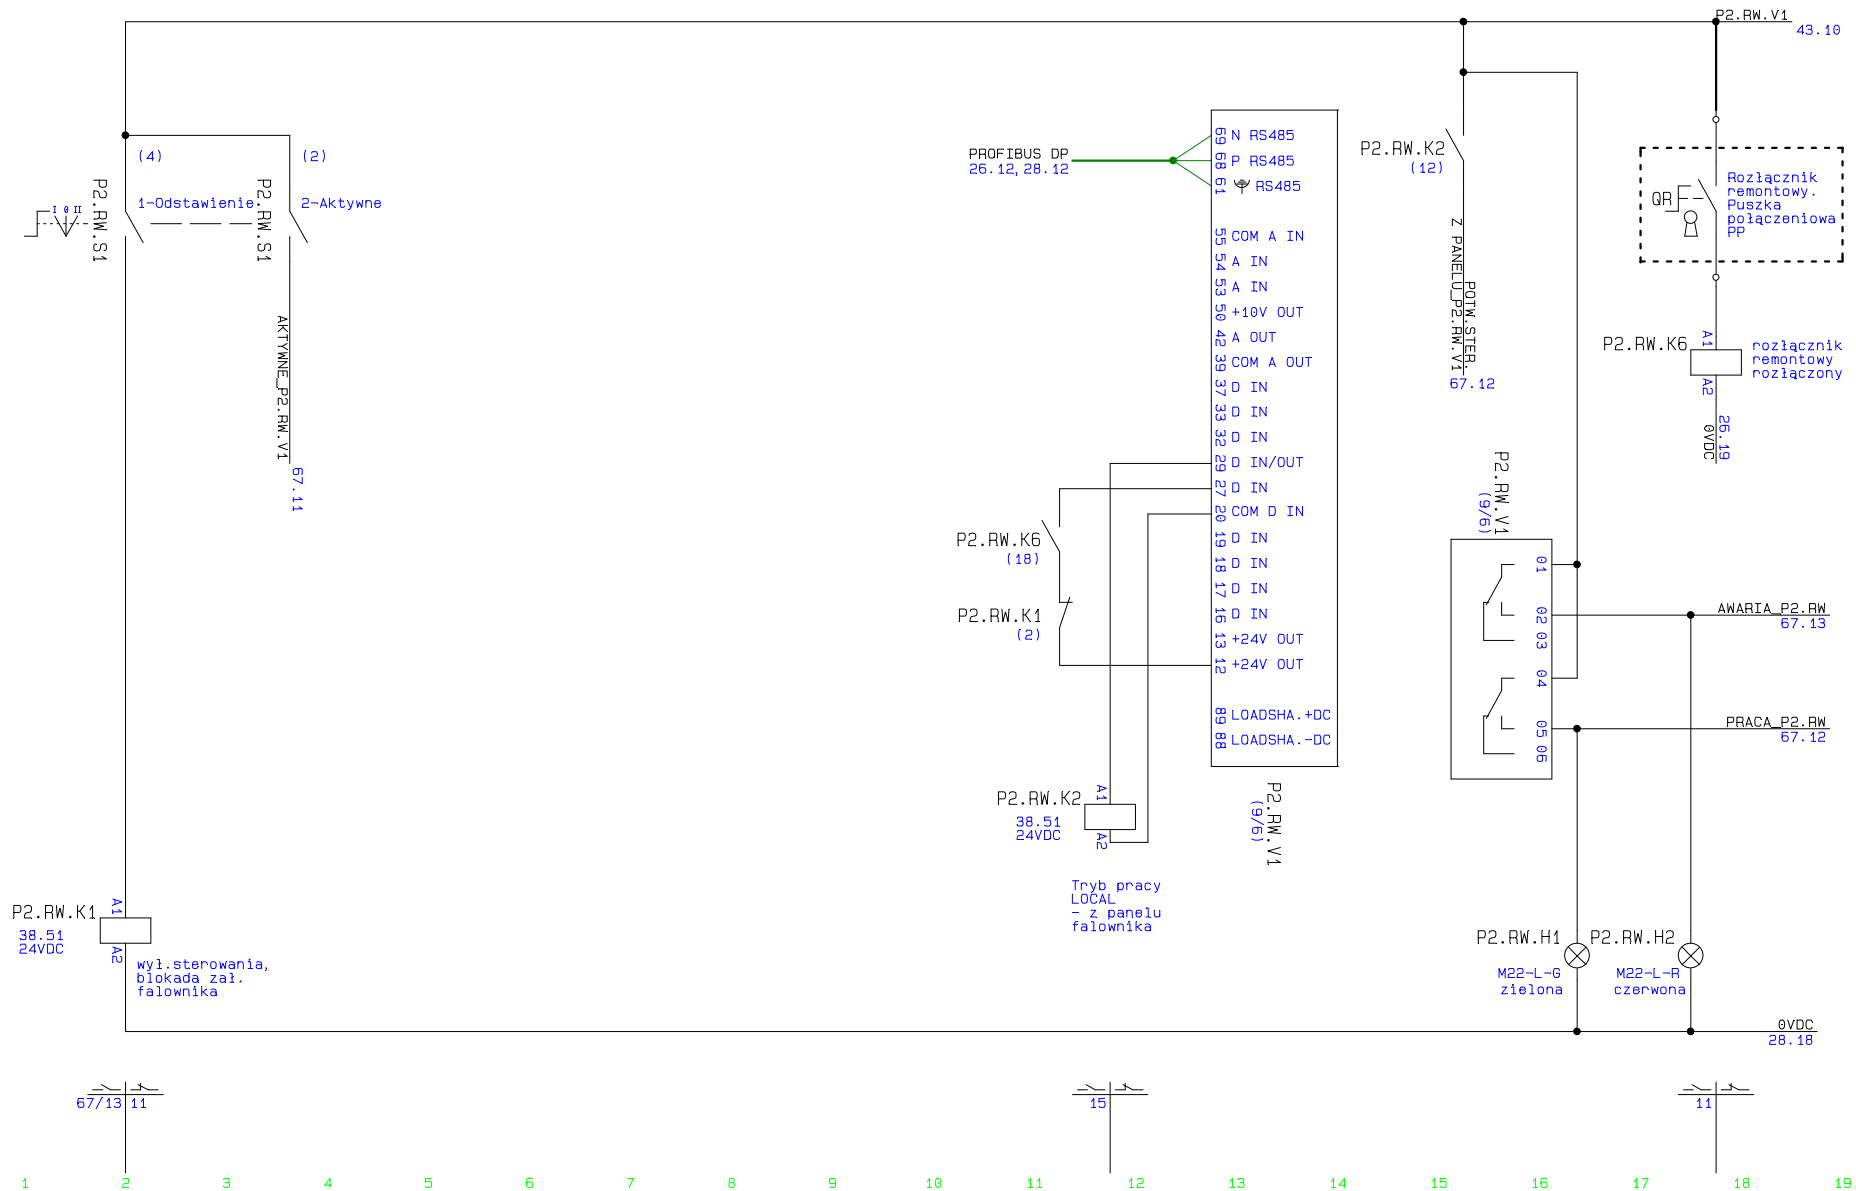 P2.RW.V1
43.10
(4)
(2)
P2.RW.S1
1-Odstawienie
P2.RW.S1
2-Aktywne
I 0 II
AKTYWNE_P2.RW.V1
67.11
PROFIBUS DP
26.12, 28.12
69 N RS485
68 P RS485
61 RS485
55 COM A IN
54 A IN
53 A IN
50 +10V OUT
42 A OUT
39 COM A OUT
37 D IN
33 D IN
32 D IN
29 D IN/OUT
27 D IN
20 COM D IN
19 D IN
18 D IN
17 D IN
16 D IN
13 +24V OUT
12 +24V OUT
89 LOADSHA.+DC
88 LOADSHA.-DC
P2.RW.V1
(9/6)
P2.RW.K6
(18)
P2.RW.K1
(2)
P2.RW.K2
38.51
24VDC
A1
A2
Tryb pracy
LOCAL
- z panelu
falownika
P2.RW.K2
(12)
POTW.STER.
Z PANELU_P2.RW.V1
67.12
QR
Rozłącznik
remontowy.
Puszka
połączeniowa
PP
P2.RW.K6
A1
A2
rozłącznik
remontowy
rozłączony
26.19
0VDC
P2.RW.V1
(9/6)
01
02
03
04
05
06
AWARIA_P2.RW
67.13
PRACA_P2.RW
67.12
P2.RW.K1
38.51
24VDC
A1
A2
wył.sterowania,
blokada zał.
falownika
P2.RW.H1
M22-L-G
zielona
P2.RW.H2
M22-L-R
czerwona
0VDC
28.18
67/13 11
15
11
1 2 3 4 5 6 7 8 9 10 11 12 13 14 15 16 17 18 19